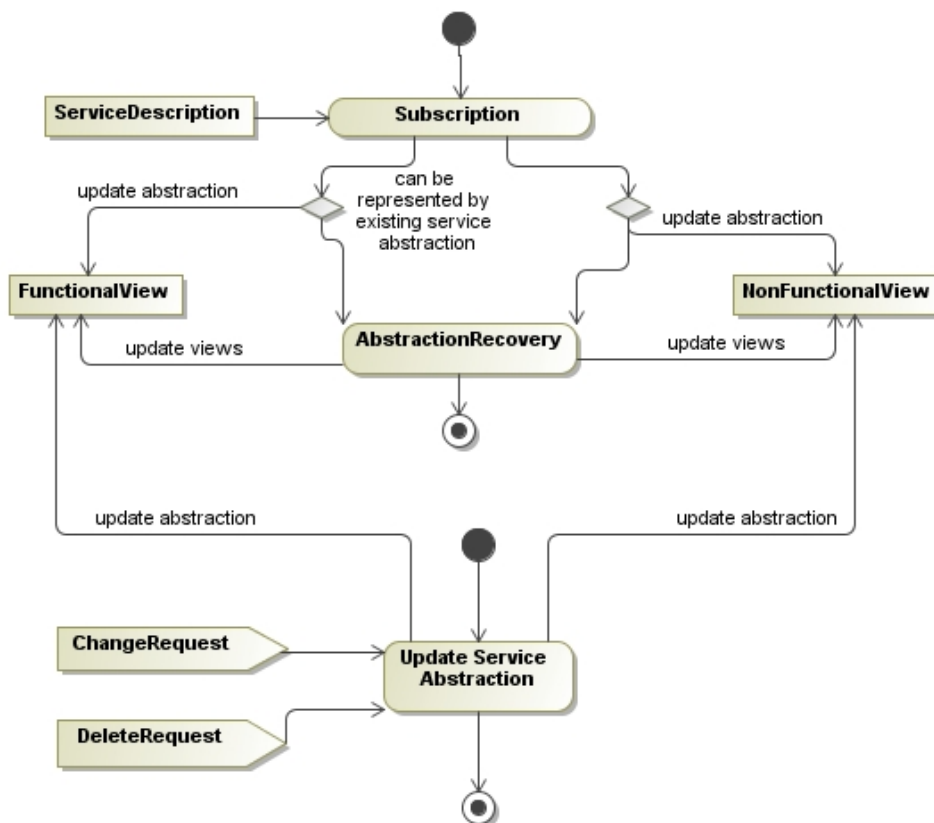 ServiceDescription
Subscription
update abstraction
can be
represented by
existing service
abstraction
update abstraction
FunctionalView
NonFunctionalView
AbstractionRecovery
update views
update views
update abstraction
update abstraction
ChangeRequest
Update Service
Abstraction
DeleteRequest